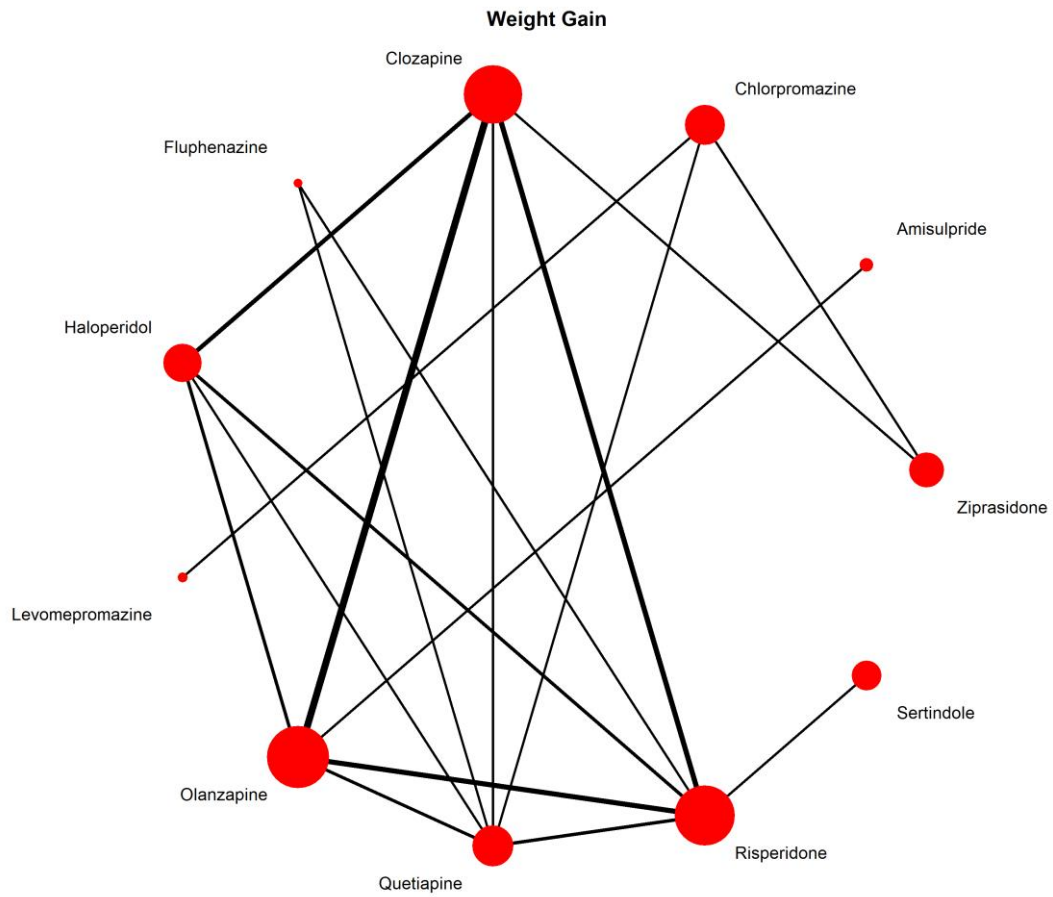 Weight Gain
Clozapine
Chlorpromazine
Fluphenazine
Amisulpride
Haloperidol
Ziprasidone
Levomepromazine
Sertindole
Olanzapine
Risperidone
Quetiapine